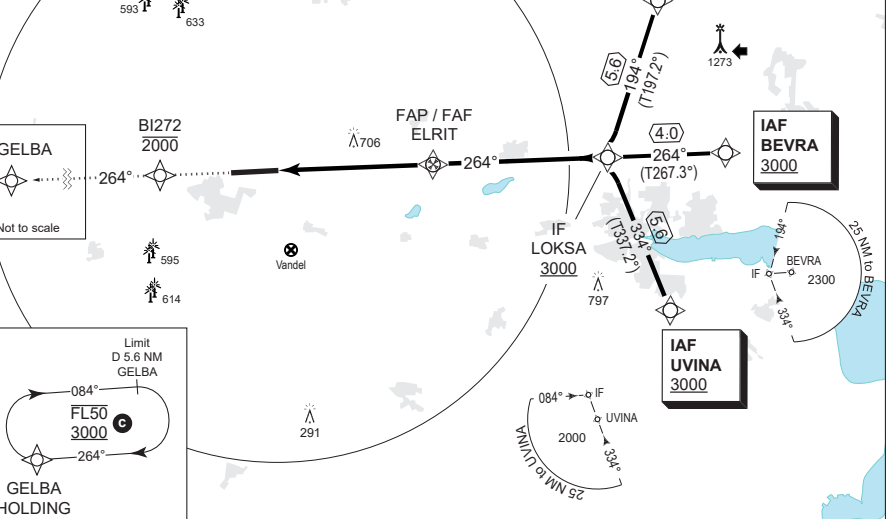 593
633
1273
5.6
194°
(T197.2°)
GELBA
264°
Not to scale
BI272
2000
706
FAP / FAF
ELRIT
264°
4.0
264°
(T267.3°)
IAF
BEVRA
3000
595
614
Vandel
IF
LOKSA
3000
797
334°
(T337.2°)
5.6
IAF
UVINA
3000
194°
IF
BEVRA
2300
334°
25 NM to BEVRA
Limit
D 5.6 NM
GELBA
084°
FL50
3000
C
264°
GELBA
HOLDING
291
084°
IF
UVINA
2000
334°
25 NM to UVINA